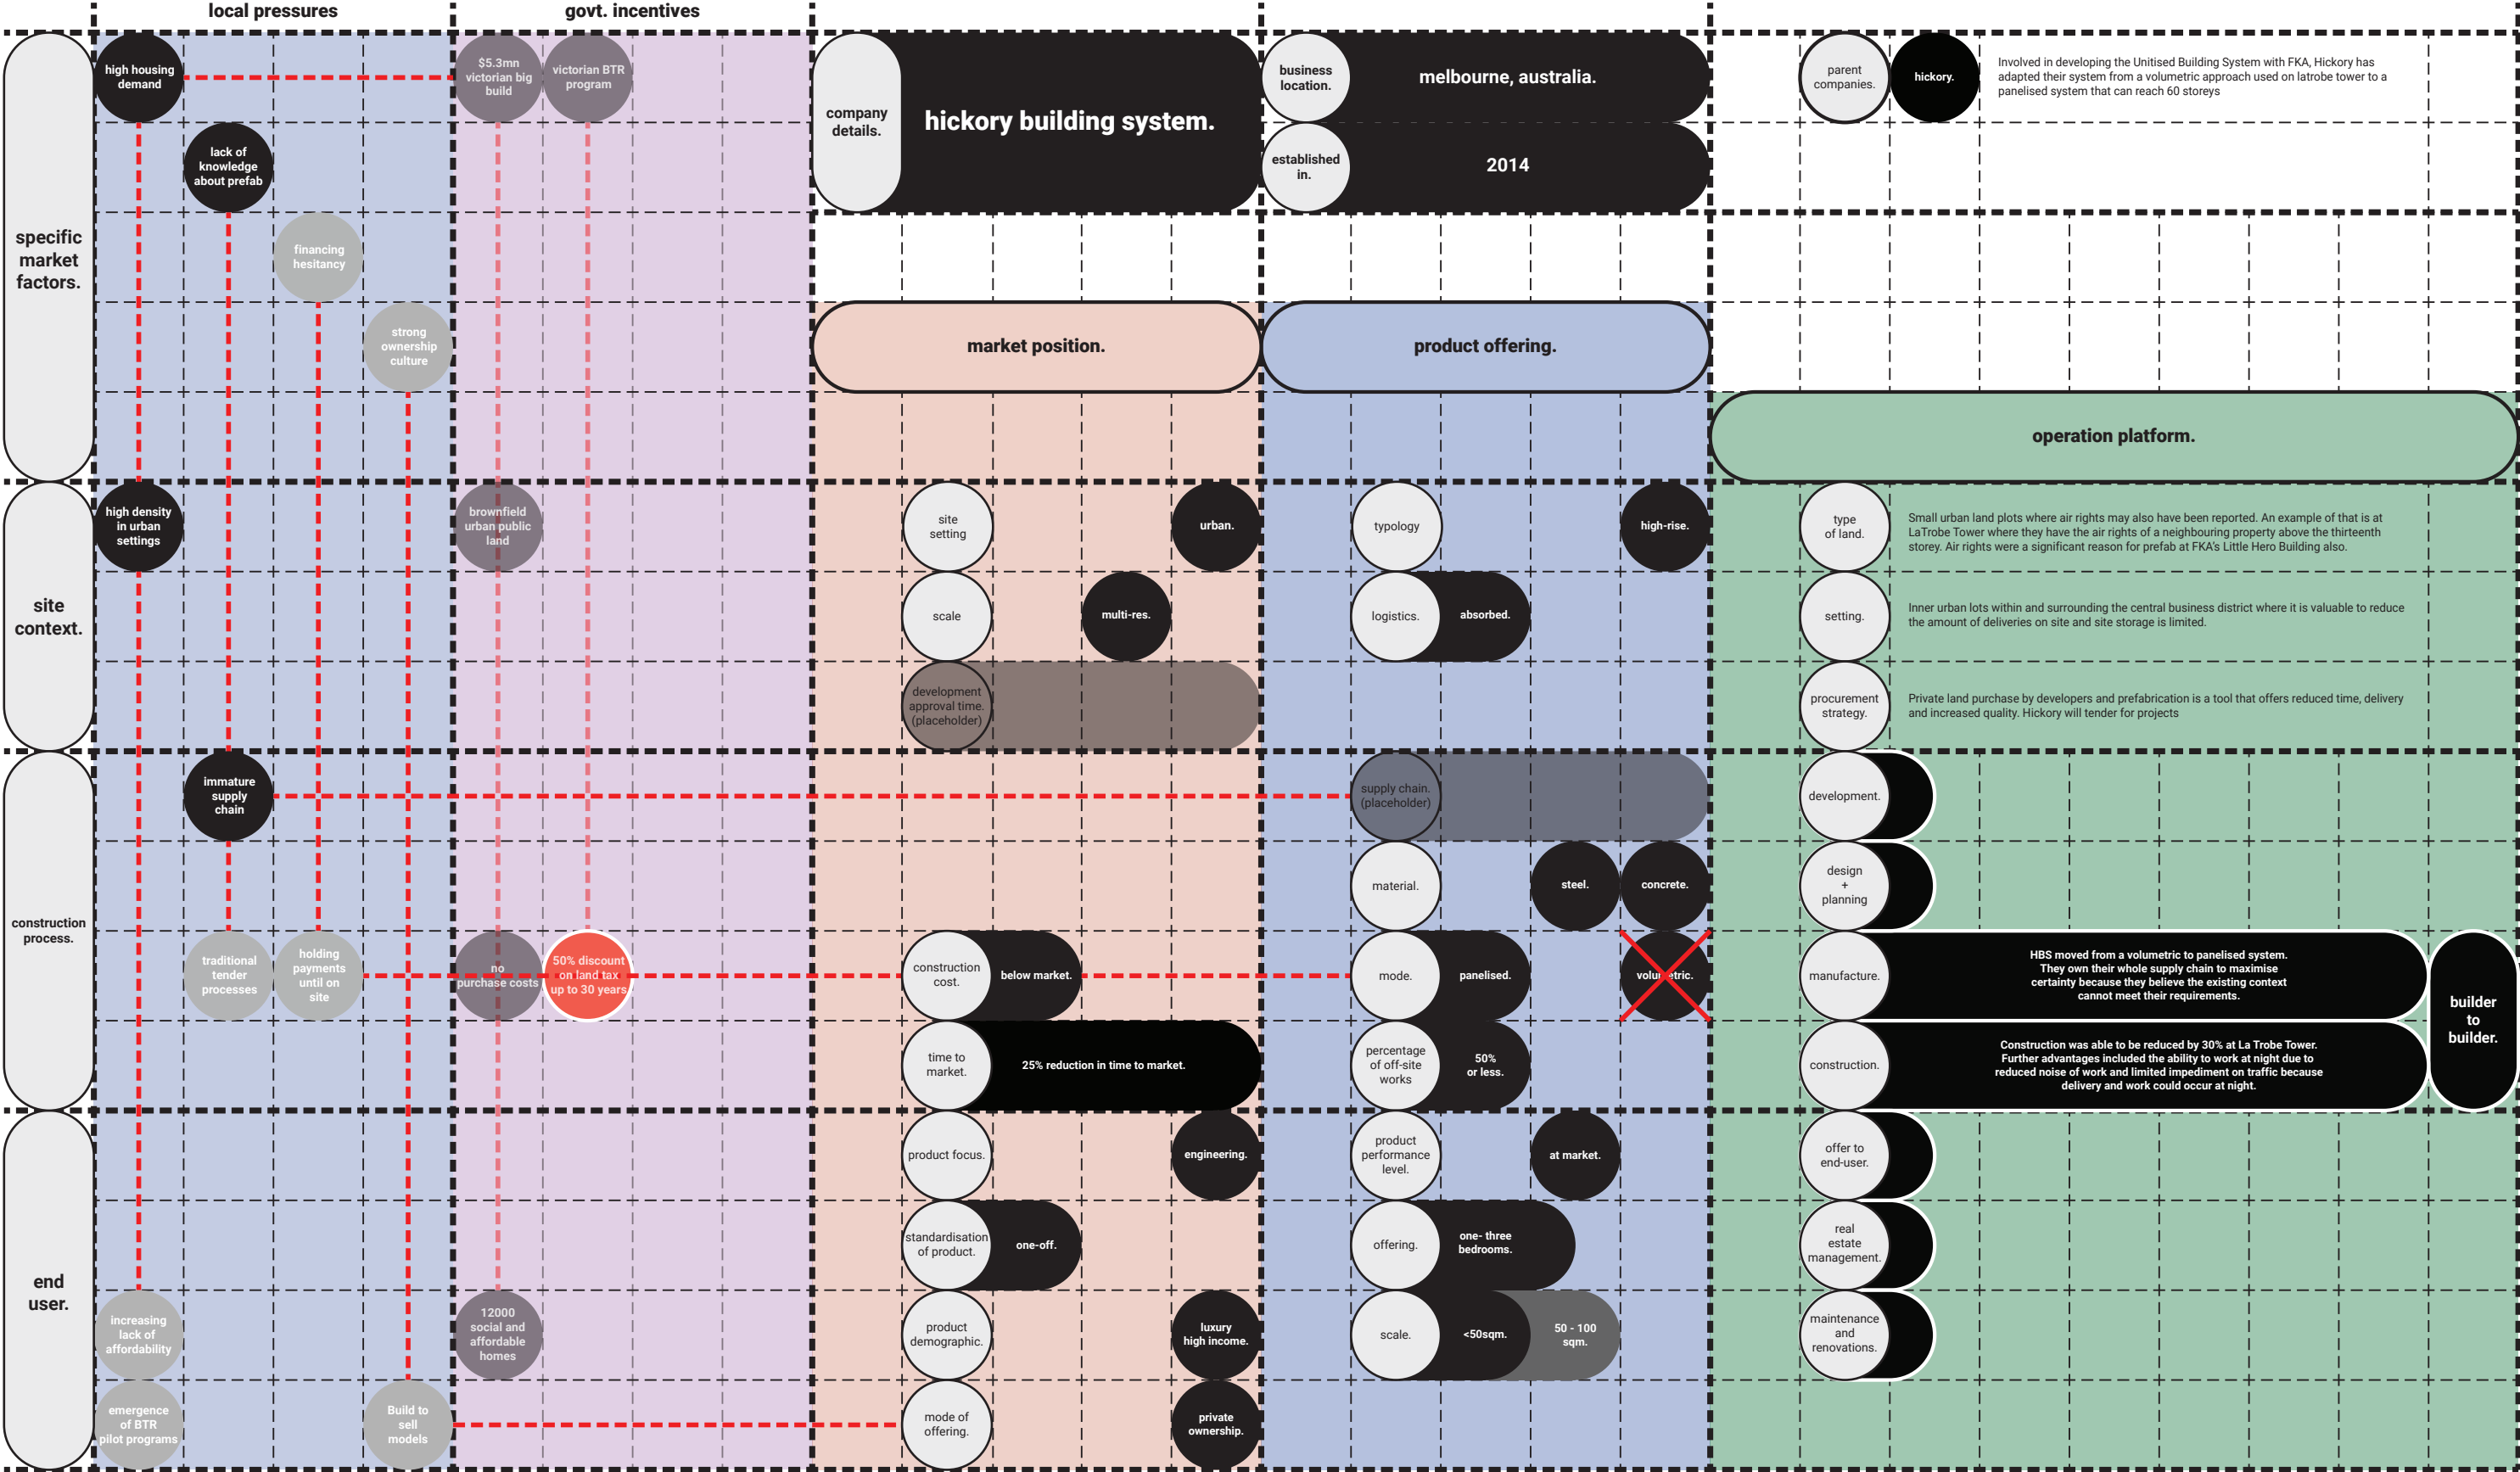 local pressures
govt. incentives
high housing
demand
$5.3mn
victorian big
build
victorian BTR
program
company
details.
hickory building system.
business
location.
melbourne, australia.
established
in.
2014
parent
companies.
hickory.
Involved in developing the Unitised Building System with FKA, Hickory has
adapted their system from a volumetric approach used on latrobe tower to a
panelised system that can reach 60 storeys
lack of
knowledge
about prefab
specific
market
factors.
financing
hesitancy
strong
ownership
culture
market position.
product offering.
operation platform.
site
context.
high density
in urban
settings
brownfield
urban public
land
site
setting
urban.
typology
high-rise.
type
of land.
Small urban land plots where air rights may also have been reported. An example of that is at
LaTrobe Tower where they have the air rights of a neighbouring property above the thirteenth
storey. Air rights were a significant reason for prefab at FKA's Little Hero Building also.
scale
multi-res.
logistics.
absorbed.
setting.
Inner urban lots within and surrounding the central business district where it is valuable to reduce
the amount of deliveries on site and site storage is limited.
development
approval time.
(placeholder)
procurement
strategy.
Private land purchase by developers and prefabrication is a tool that offers reduced time, delivery
and increased quality. Hickory will tender for projects
construction
process.
immature
supply
chain
supply chain.
(placeholder)
development.
material.
steel.
concrete.
design
+
planning
traditional
tender
processes
holding
payments
until on
site
no
purchase costs
50% discount
on land tax
up to 30 years
construction
cost.
below market.
mode.
panelised.
volumetric.
manufacture.
HBS moved from a volumetric to panelised system.
They own their whole supply chain to maximise
certainty because they believe the existing context
cannot meet their requirements.
builder
to
builder.
time to
market.
25% reduction in time to market.
percentage
of off-site
works
50%
or less.
construction.
Construction was able to be reduced by 30% at La Trobe Tower.
Further advantages included the ability to work at night due to
reduced noise of work and limited impediment on traffic because
delivery and work could occur at night.
end
user.
product focus.
engineering.
product
performance
level.
at market.
offer to
end-user.
standardisation
of product.
one-off.
offering.
one- three
bedrooms.
real
estate
management.
increasing
lack of
affordability
12000
social and
affordable
homes
product
demographic.
luxury
high income.
scale.
<50sqm.
50 - 100
sqm.
maintenance
and
renovations.
emergence
of BTR
pilot programs
Build to
sell
models
mode of
offering.
private
ownership.